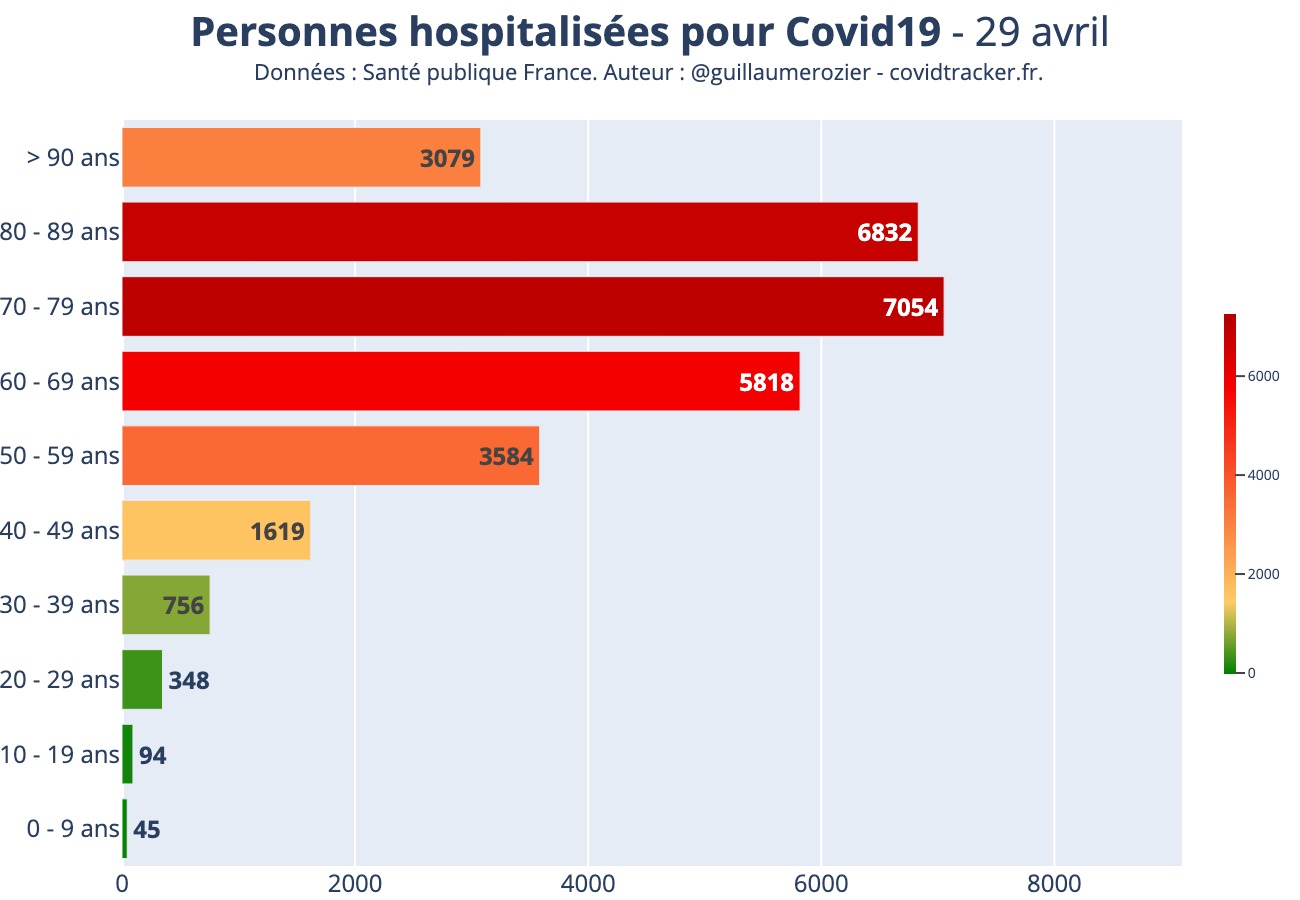 Personnes hospitalisées pour Covid19 - 29 avril
Données : Santé publique France. Auteur : @guillaumerozier - covidtracker.fr.
> 90 ans 3079
80 - 89 ans 6832
70 - 79 ans 7054
60 - 69 ans 5818
50 - 59 ans 3584
40 - 49 ans 1619
30 - 39 ans 756
20 - 29 ans 348
10 - 19 ans 94
0 - 9 ans 45
0 2000 4000 6000 8000
6000
4000
2000
0